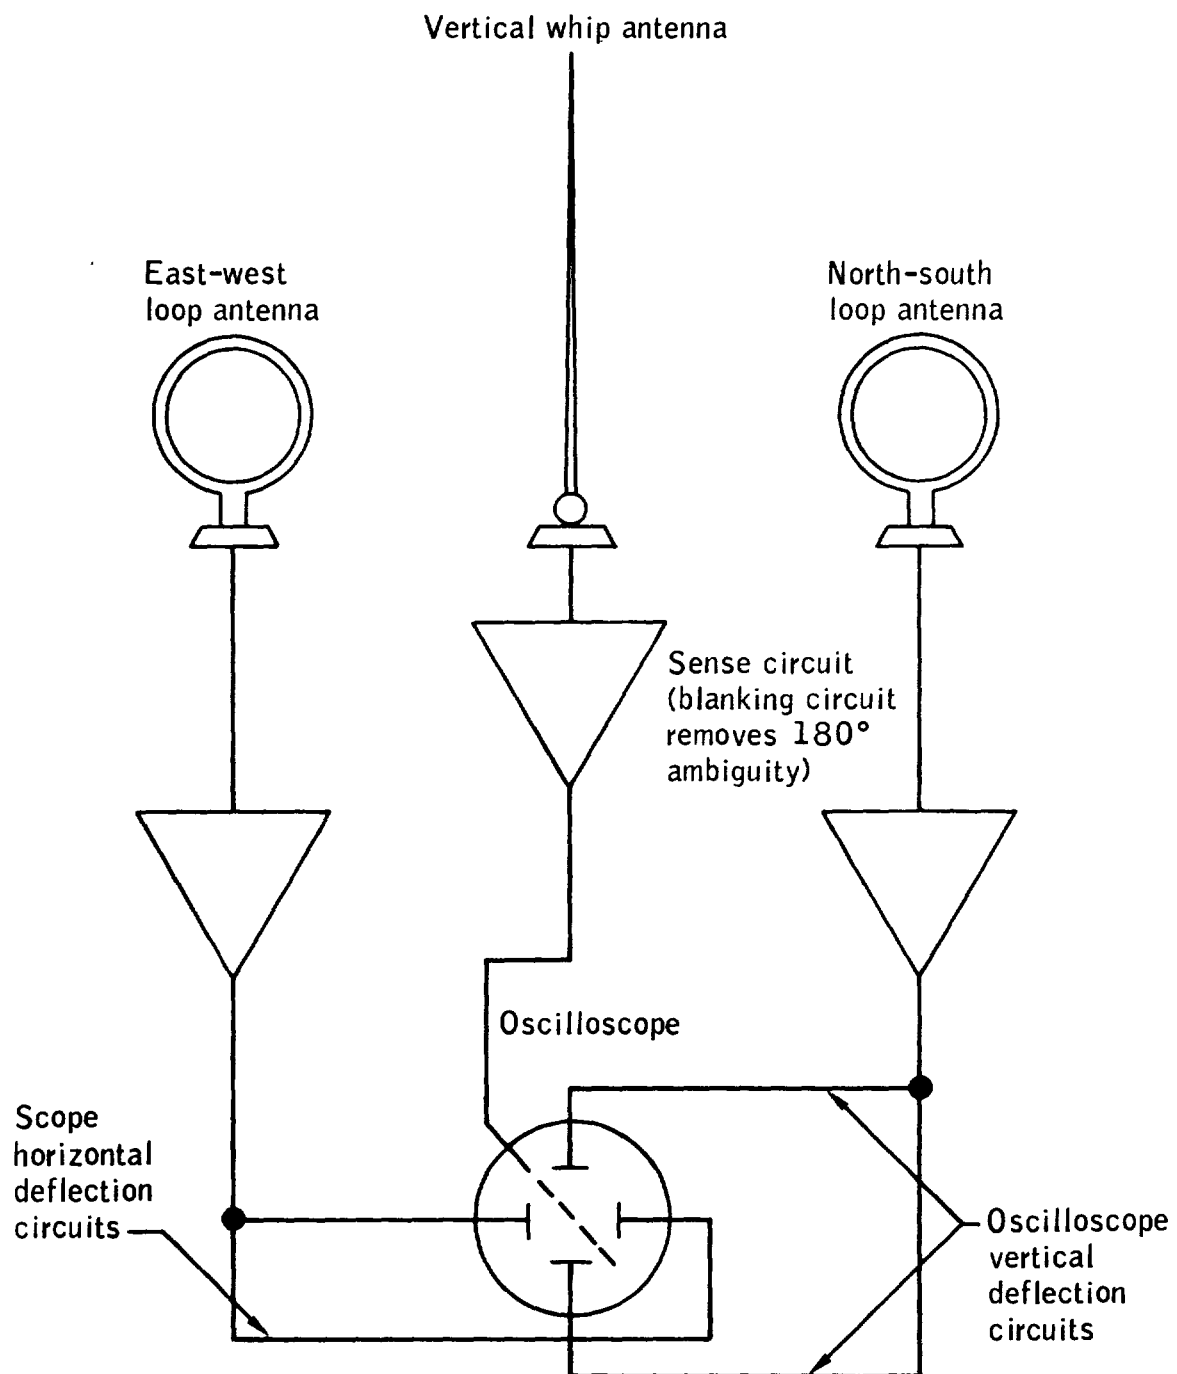 Vertical whip antenna
East-west
loop antenna
North-south
loop antenna
Sense circuit
(blanking circuit
removes 180°
ambiguity)
Oscilloscope
Scope
horizontal
deflection
circuits
Oscilloscope
vertical
deflection
circuits